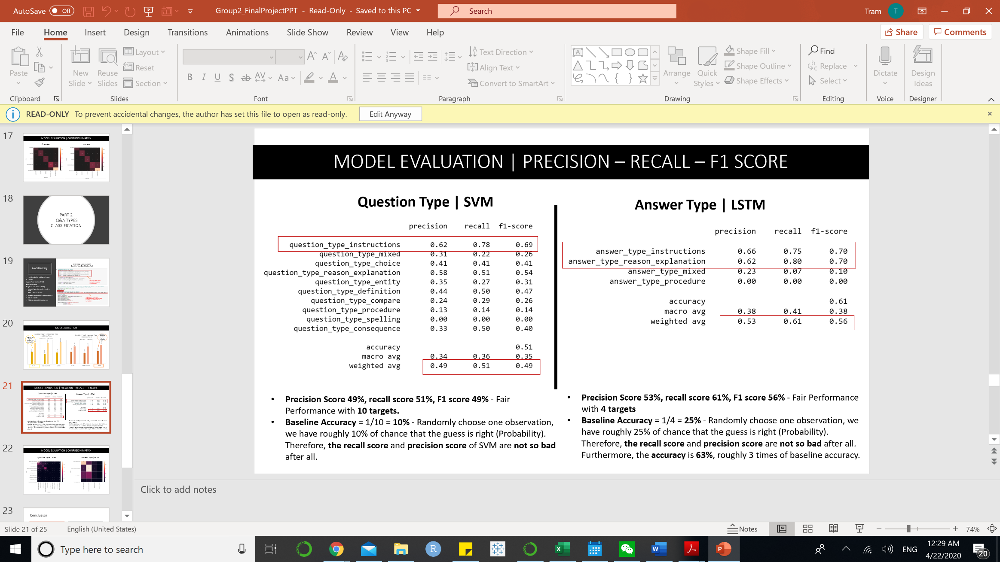 AutoSave Off Group2_FinalProjectPPT - Read-Only - Saved to this PC Search Tram T
File Home Insert Design Transitions Animations Slide Show Review View Help Share Comments
Paste New Slide Reuse Slides Layout Reset Section
B I U S ab AV Aa A
Text Direction Align Text Convert to SmartArt
Arrange Quick Styles Shape Fill Shape Outline Shape Effects
Find Replace Select Dictate Design Ideas
Clipboard Slides Font Paragraph Drawing Editing Voice Designer
READ-ONLY To prevent accidental changes, the author has set this file to open as read-only. Edit Anyway
17
MODEL EVALUATION | CONFUSION MATRIX
Question Answer
18
PART 2
Q&A TYPES
CLASSIFICATION
19
Model Building
20
MODEL SELECTION
21
MODEL EVALUATION | PRECISION – RECALL – F1 SCORE
Question Type | SVM Answer Type | LSTM
22
MODEL EVALUATION | CONFUSION MATRIX
Question Type | SVM Answer Type | LSTM
23
Conclusion
MODEL EVALUATION | PRECISION – RECALL – F1 SCORE
Question Type | SVM
precision recall f1-score
question_type_instructions 0.62 0.78 0.69
question_type_mixed 0.31 0.22 0.26
question_type_choice 0.41 0.41 0.41
question_type_reason_explanation 0.58 0.51 0.54
question_type_entity 0.35 0.27 0.31
question_type_definition 0.44 0.50 0.47
question_type_compare 0.24 0.29 0.26
question_type_procedure 0.13 0.14 0.14
question_type_spelling 0.00 0.00 0.00
question_type_consequence 0.33 0.50 0.40
accuracy 0.51
macro avg 0.34 0.36 0.35
weighted avg 0.49 0.51 0.49
• Precision Score 49%, recall score 51%, F1 score 49% - Fair
Performance with 10 targets.
• Baseline Accuracy = 1/10 = 10% - Randomly choose one observation,
we have roughly 10% of chance that the guess is right (Probability).
Therefore, the recall score and precision score of SVM are not so bad
after all.
Answer Type | LSTM
precision recall f1-score
answer_type_instructions 0.66 0.75 0.70
answer_type_reason_explanation 0.62 0.80 0.70
answer_type_mixed 0.23 0.07 0.10
answer_type_procedure 0.00 0.00 0.00
accuracy 0.61
macro avg 0.38 0.41 0.38
weighted avg 0.53 0.61 0.56
• Precision Score 53%, recall score 61%, F1 score 56% - Fair Performance
with 4 targets
• Baseline Accuracy = 1/4 = 25% - Randomly choose one observation, we
have roughly 25% of chance that the guess is right (Probability).
Therefore, the recall score and precision score are not so bad after all.
Furthermore, the accuracy is 63%, roughly 3 times of baseline accuracy.
Click to add notes
Slide 21 of 25 English (United States) Notes 74%
Type here to search ENG 12:29 AM
4/22/2020 20